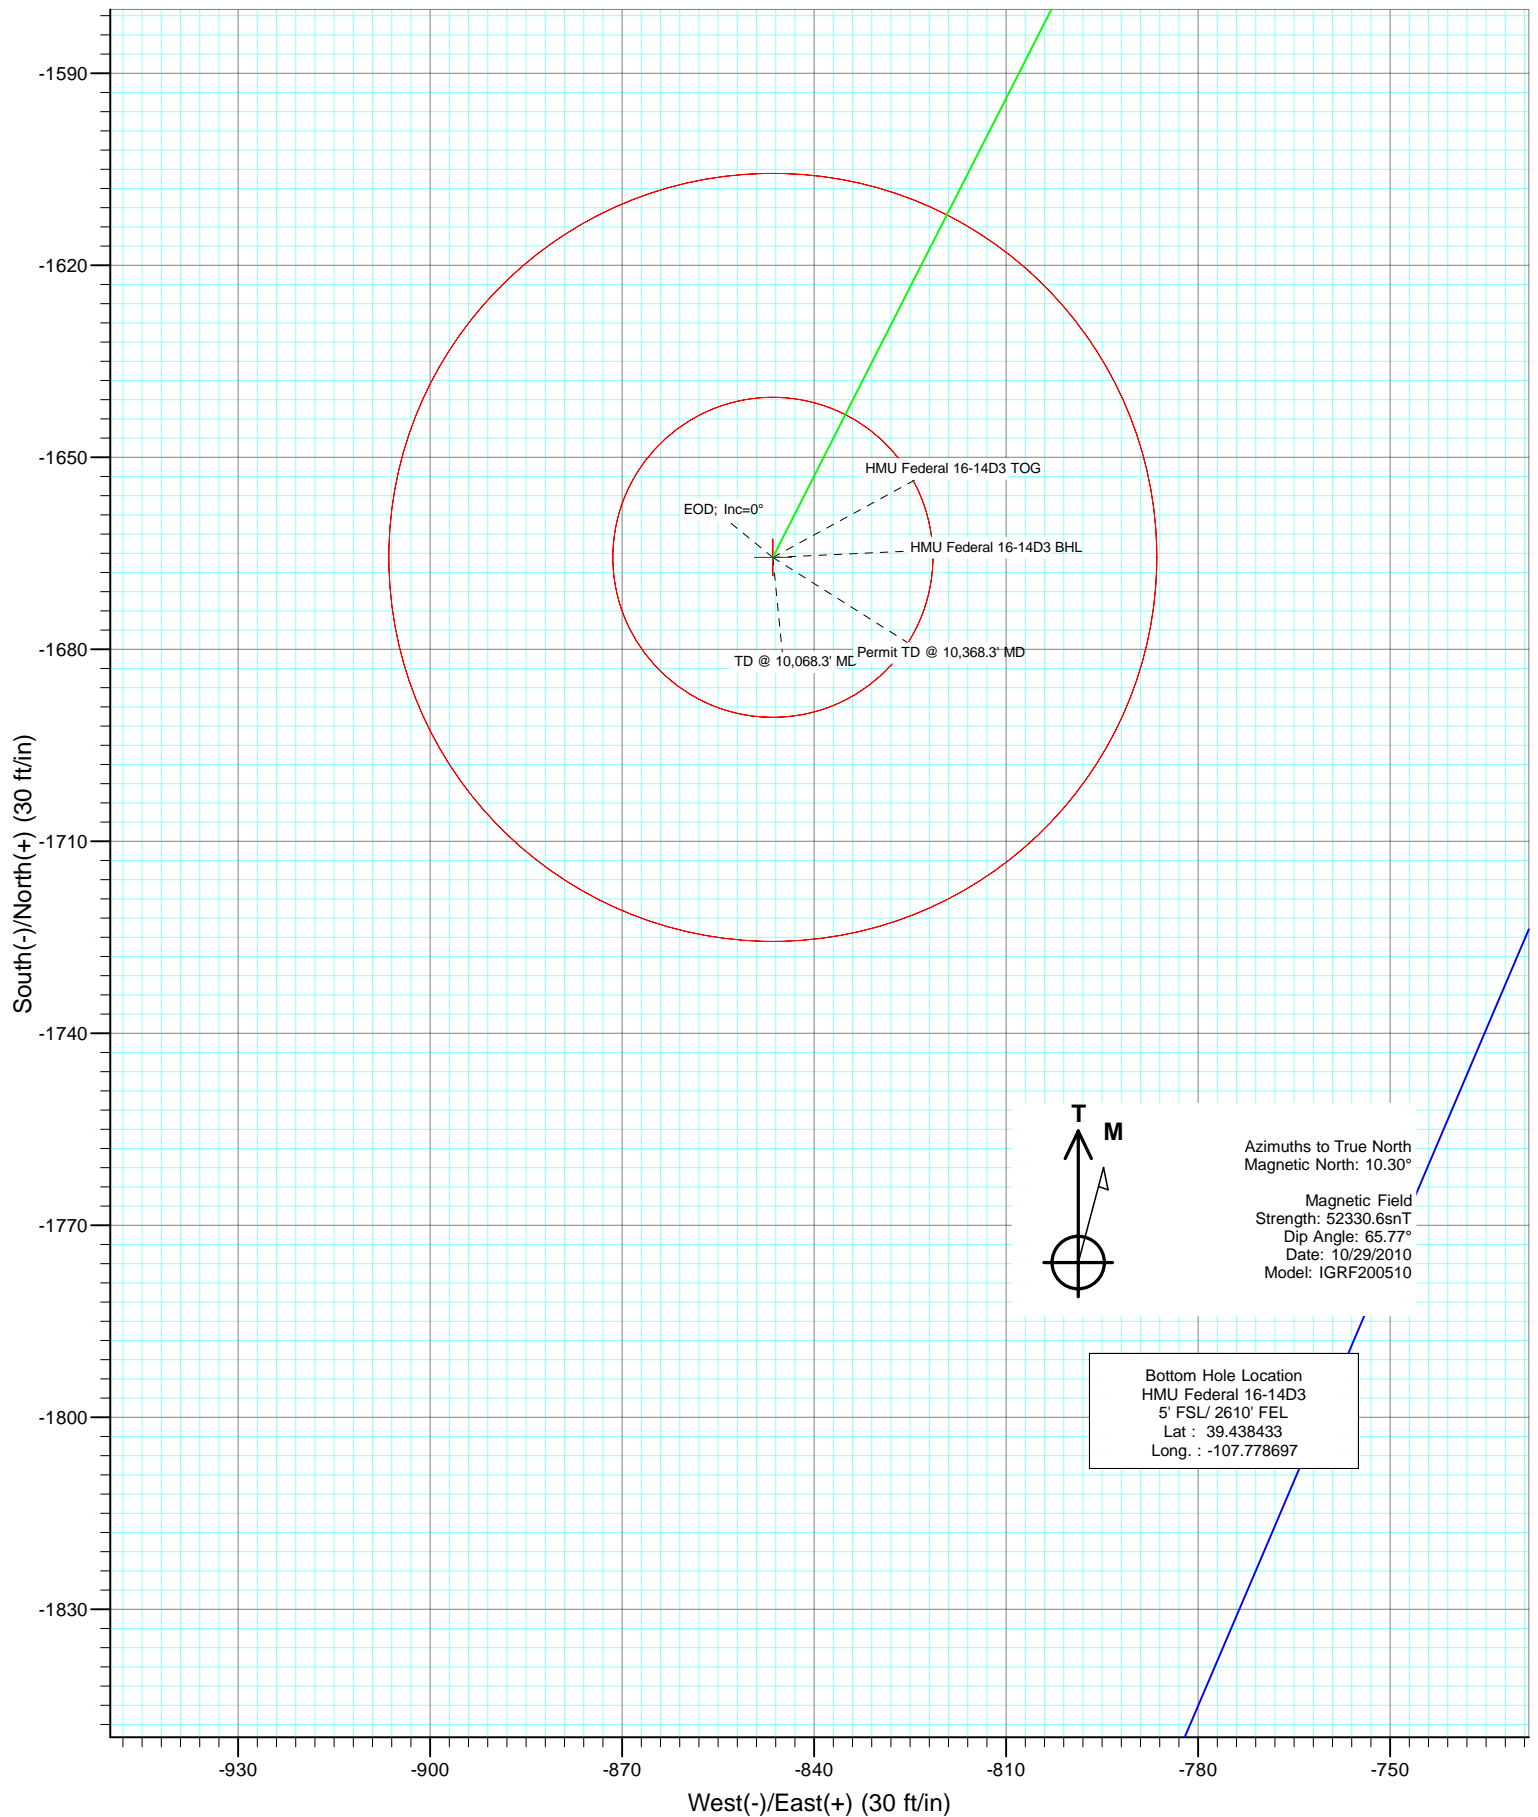 -1590
-1620
-1650
-1680
-1710
-1740
-1770
-1800
-1830
South(-)/North(+) (30 ft/in)
HMU Federal 16-14D3 TOG
EOD; Inc=0°
HMU Federal 16-14D3 BHL
Permit TD @ 10,368.3' MD
TD @ 10,068.3' MD
T
M
Azimuths to True North
Magnetic North: 10.30°
Magnetic Field
Strength: 52330.6snT
Dip Angle: 65.77°
Date: 10/29/2010
Model: IGRF200510
Bottom Hole Location
HMU Federal 16-14D3
5' FSL/ 2610' FEL
Lat : 39.438433
Long. : -107.778697
-930 -900 -870 -840 -810 -780 -750
West(-)/East(+) (30 ft/in)